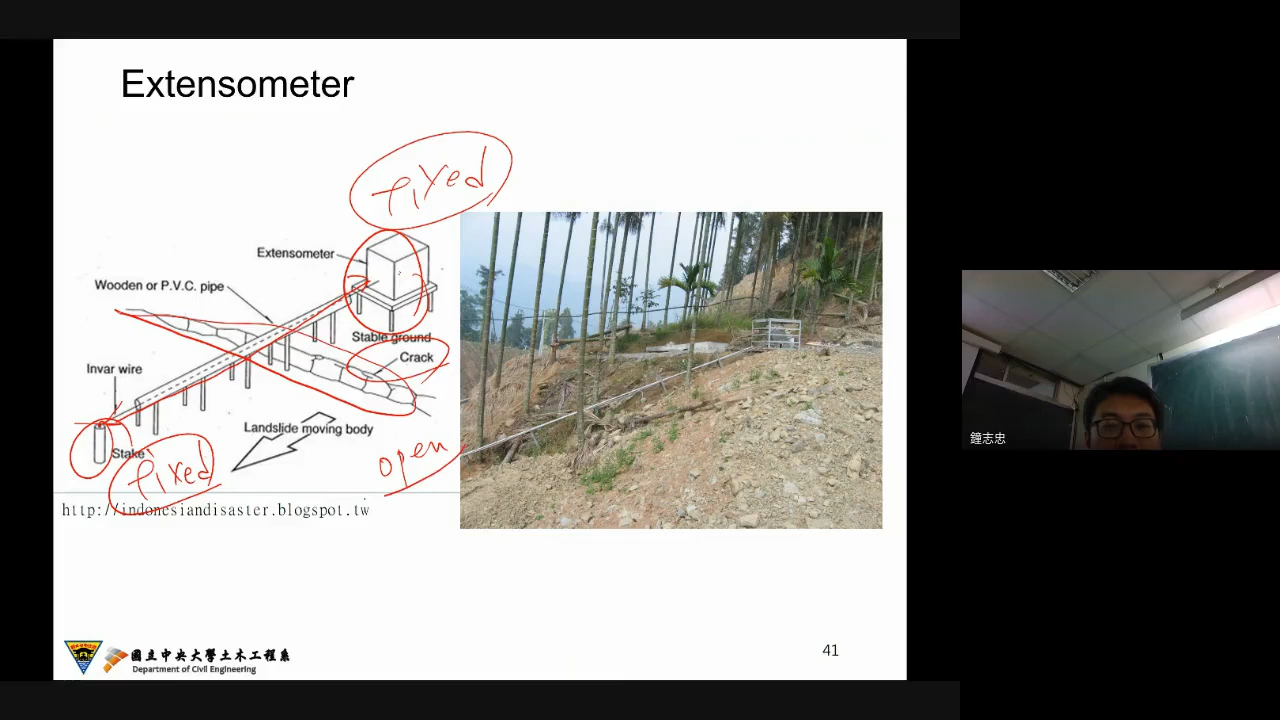 Extensometer
fixed
Extensometer
Wooden or P.V.C. pipe
Stable ground
Crack
Invar wire
Landslide moving body
Stake
fixed
open
http://indonesiandisaster.blogspot.tw
鐘志忠
國立中央大學土木工程系
Department of Civil Engineering
41